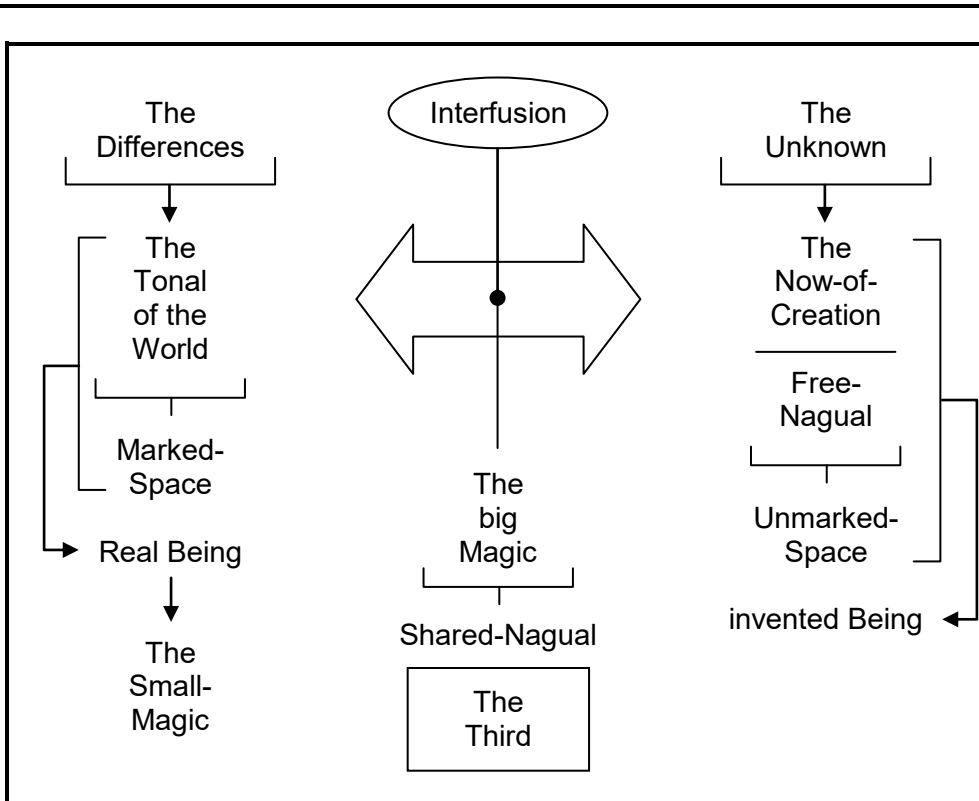 The
Differences
The
Tonal
of the
World
Marked-
Space
Real Being
The
Small-
Magic
Interfusion
The
big
Magic
Shared-Nagual
The
Third
The
Unknown
The
Now-of-
Creation
Free-
Nagual
Unmarked-
Space
invented Being